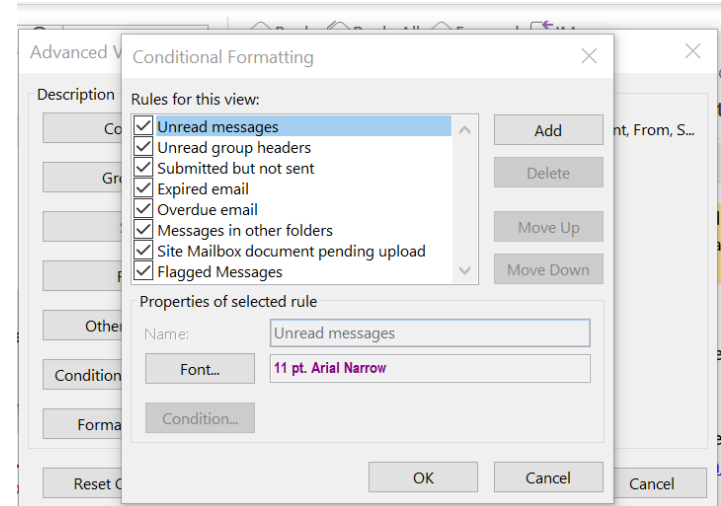 Advanced V
Conditional Formatting
Description
Rules for this view:
Unread messages
Unread group headers
Submitted but not sent
Expired email
Overdue email
Messages in other folders
Site Mailbox document pending upload
Flagged Messages
Add
Delete
Move Up
Move Down
nt, From, S...
Co
Gro
Othe
Condition
Forma
Reset C
Properties of selected rule
Name:
Unread messages
Font...
11 pt. Arial Narrow
Condition...
OK
Cancel
Cancel